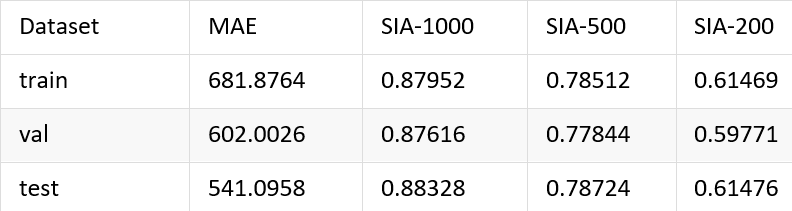 Dataset MAE SIA-1000 SIA-500 SIA-200
train 681.8764 0.87952 0.78512 0.61469
val 602.0026 0.87616 0.77844 0.59771
test 541.0958 0.88328 0.78724 0.61476